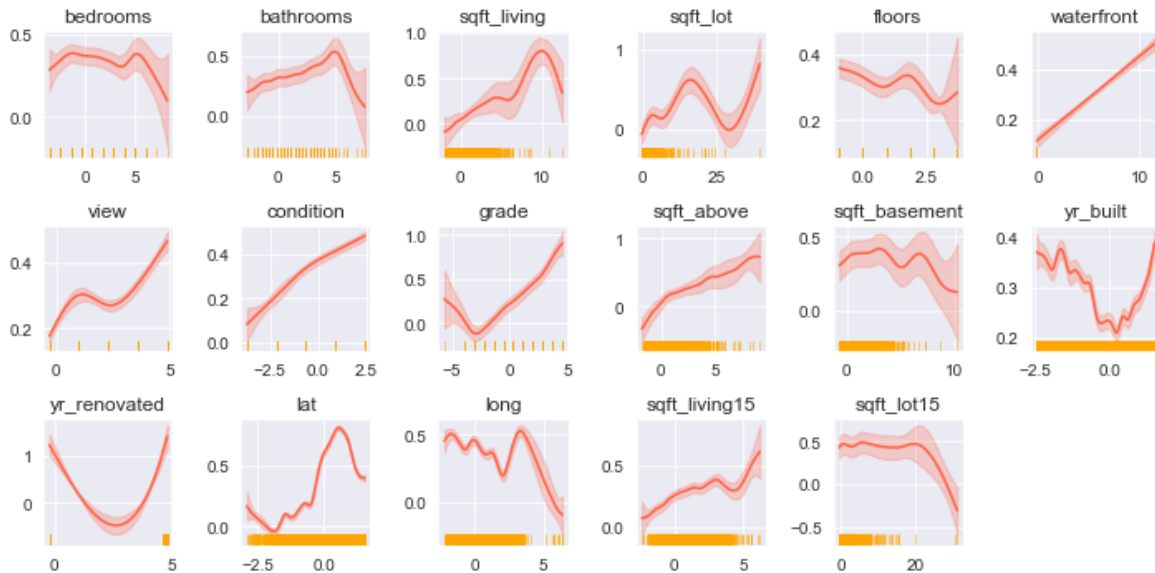 bedrooms
0.5
0.0
0 5
bathrooms
0.5
0.0
0 5
sqft_living
1.0
0.5
0.0
0 10
sqft_lot
1
0
0 25
floors
0.4
0.2
0.0 2.5
waterfront
0.4
0.2
0 10
view
0.4
0.2
0 5
condition
0.4
0.2
0.0
−2.5 0.0 2.5
grade
1.0
0.5
0.0
−5 0 5
sqft_above
1
0
0 5
sqft_basement
0.5
0.0
0 10
yr_built
0.4
0.3
0.2
−2.5 0.0
yr_renovated
1
0
0 5
lat
0.5
0.0
−2.5 0.0
long
0.5
0.0
0 5
sqft_living15
0.5
0.0
0 5
sqft_lot15
0.5
0.0
−0.5
0 20